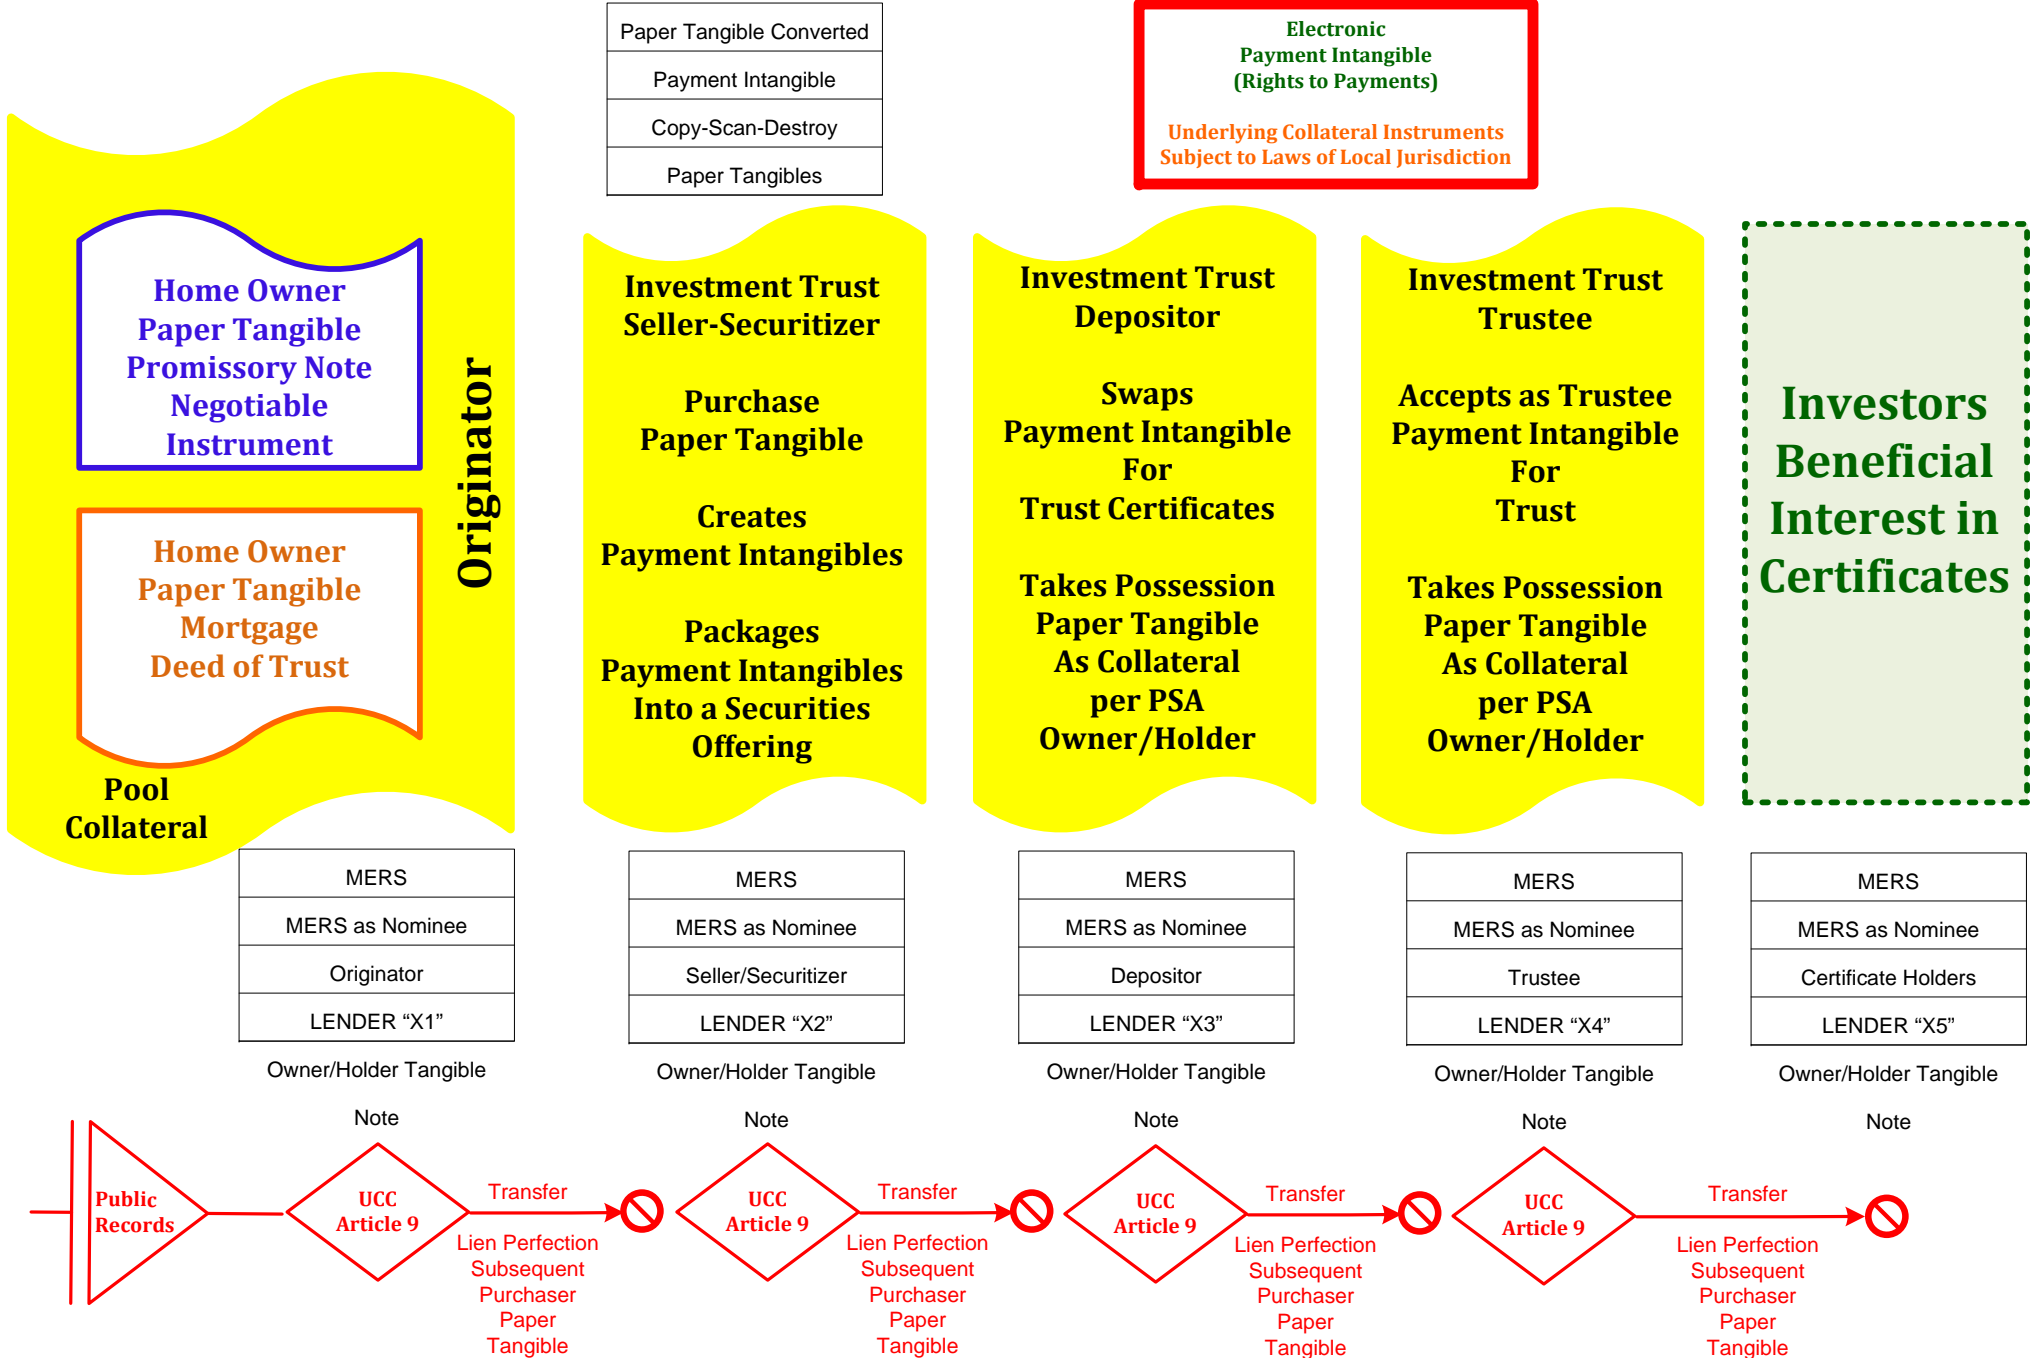 Paper Tangible Converted
Payment Intangible
Copy-Scan-Destroy
Paper Tangibles
Electronic
Payment Intangible
(Rights to Payments)
Underlying Collateral Instruments
Subject to Laws of Local Jurisdiction
Home Owner
Paper Tangible
Promissory Note
Negotiable
Instrument
Home Owner
Paper Tangible
Mortgage
Deed of Trust
Originator
Pool
Collateral
Investment Trust
Seller-Securitizer
Purchase
Paper Tangible
Creates
Payment Intangibles
Packages
Payment Intangibles
Into a Securities
Offering
Investment Trust
Depositor
Swaps
Payment Intangible
For
Trust Certificates
Takes Possession
Paper Tangible
As Collateral
per PSA
Owner/Holder
Investment Trust
Trustee
Accepts as Trustee
Payment Intangible
For
Trust
Takes Possession
Paper Tangible
As Collateral
per PSA
Owner/Holder
Investors
Beneficial
Interest in
Certificates
MERS
MERS as Nominee
Originator
LENDER “X1”
Owner/Holder Tangible
Note
MERS
MERS as Nominee
Seller/Securitizer
LENDER “X2”
Owner/Holder Tangible
Note
MERS
MERS as Nominee
Depositor
LENDER “X3”
Owner/Holder Tangible
Note
MERS
MERS as Nominee
Trustee
LENDER “X4”
Owner/Holder Tangible
Note
MERS
MERS as Nominee
Certificate Holders
LENDER “X5”
Owner/Holder Tangible
Note
Public
Records
UCC
Article 9
Transfer
Lien Perfection
Subsequent
Purchaser
Paper
Tangible
UCC
Article 9
Transfer
Lien Perfection
Subsequent
Purchaser
Paper
Tangible
UCC
Article 9
Transfer
Lien Perfection
Subsequent
Purchaser
Paper
Tangible
UCC
Article 9
Transfer
Lien Perfection
Subsequent
Purchaser
Paper
Tangible